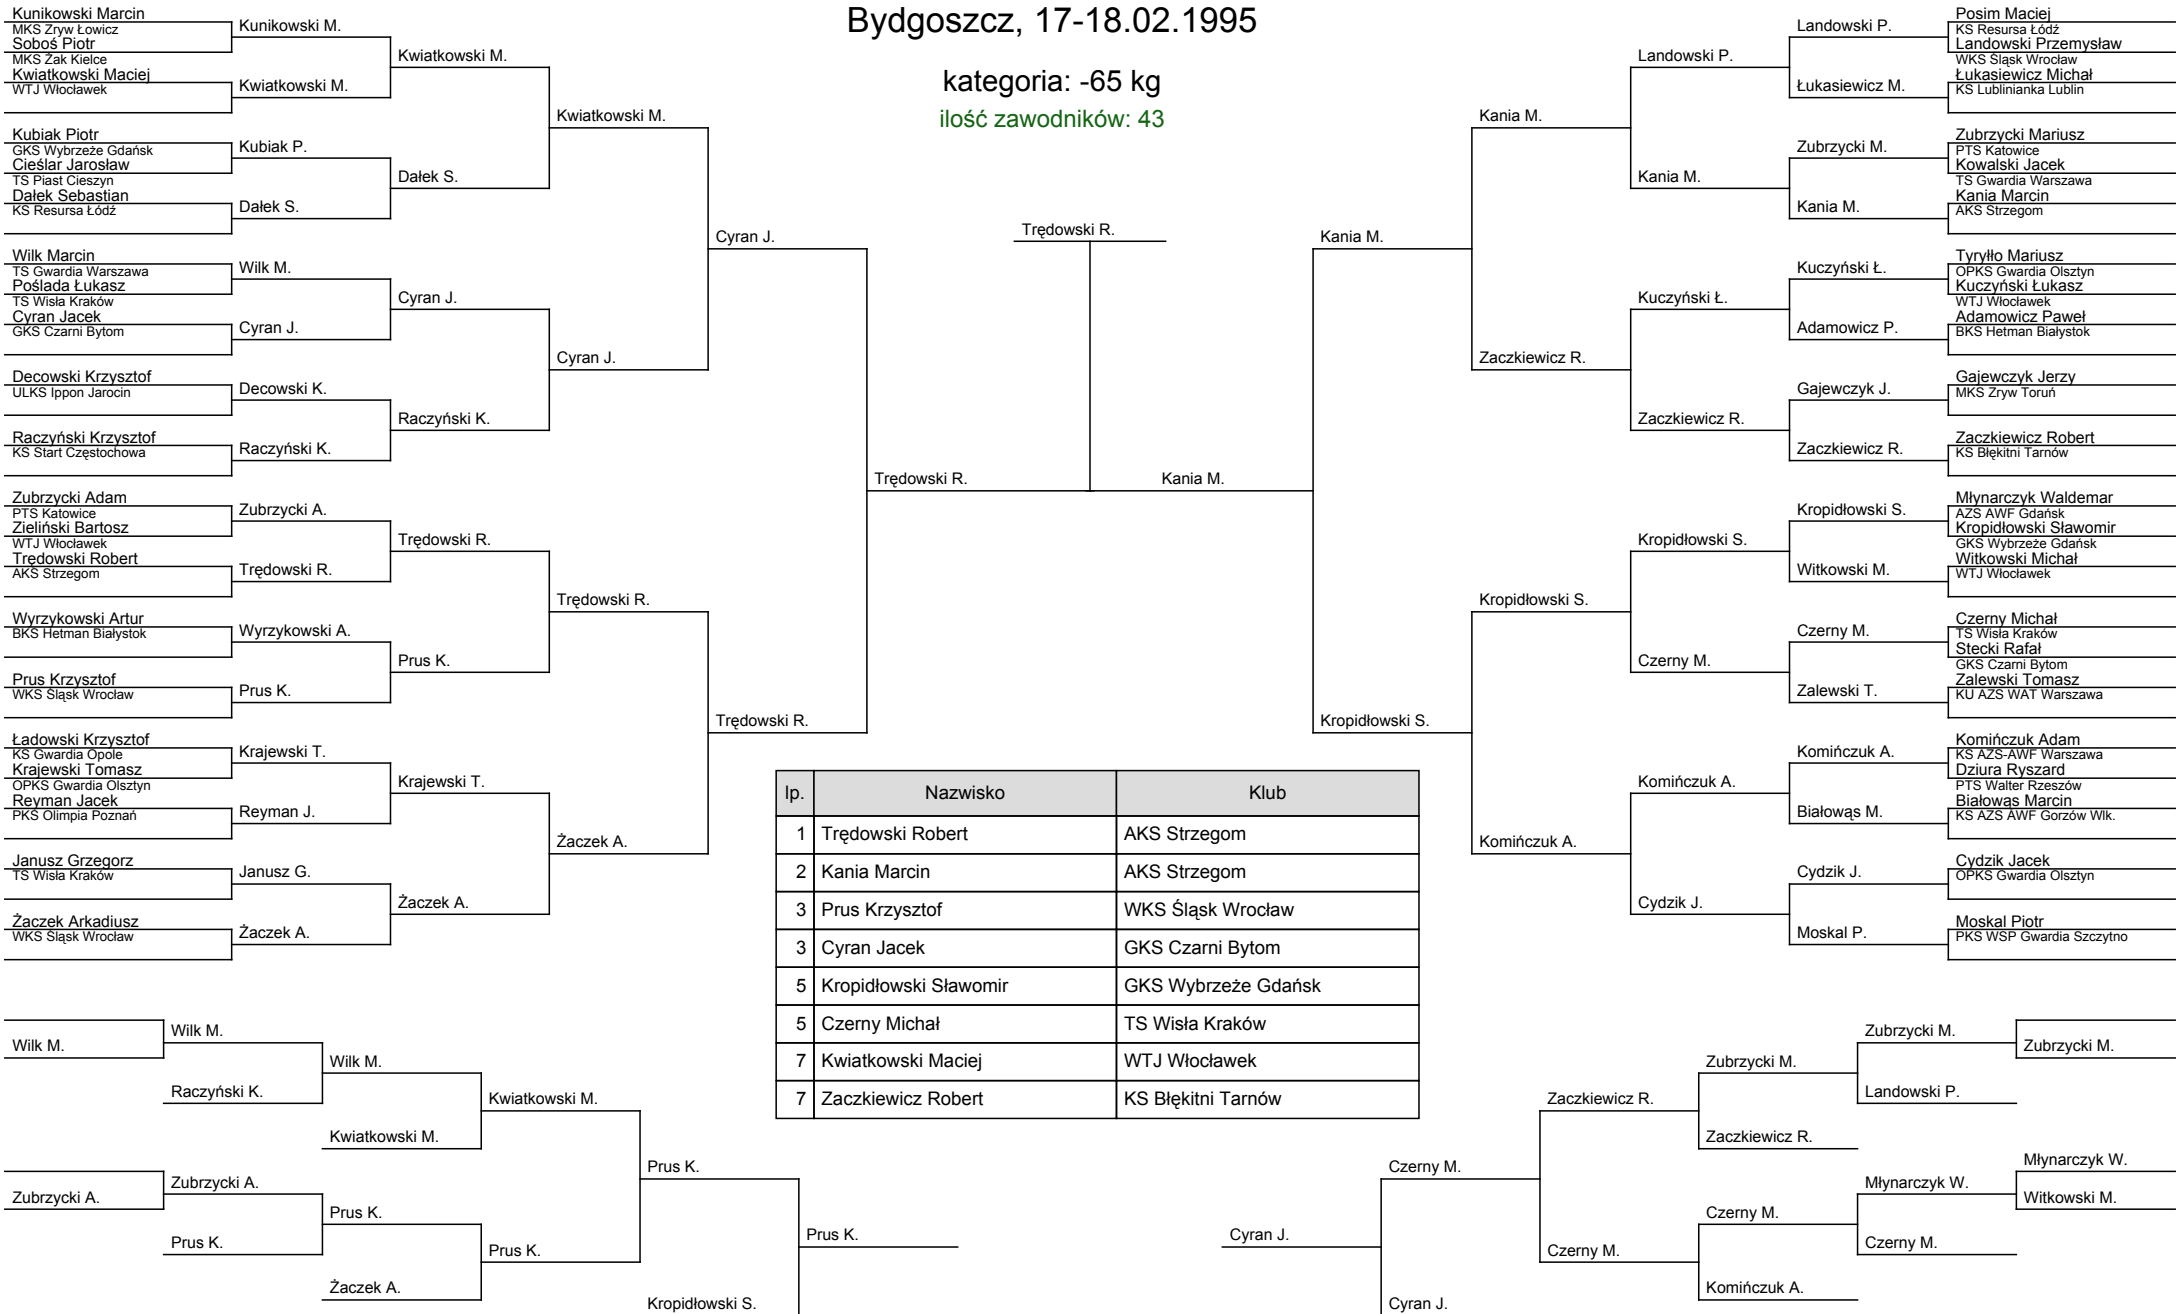 Bydgoszcz, 17-18.02.1995
kategoria: -65 kg
ilość zawodników: 43
Kunikowski Marcin
MKS Zryw Łowicz
Soboś Piotr
MKS Żak Kielce
Kwiatkowski Maciej
WTJ Włocławek
Kubiak Piotr
GKS Wybrzeże Gdańsk
Cieślar Jarosław
TS Piast Cieszyn
Dałek Sebastian
KS Resursa Łódź
Wilk Marcin
TS Gwardia Warszawa
Poślada Łukasz
TS Wisła Kraków
Cyran Jacek
GKS Czarni Bytom
Decowski Krzysztof
ULKS Ippon Jarocin
Raczyński Krzysztof
KS Start Częstochowa
Zubrzycki Adam
PTS Katowice
Zieliński Bartosz
WTJ Włocławek
Trędowski Robert
AKS Strzegom
Wyrzykowski Artur
BKS Hetman Białystok
Prus Krzysztof
WKS Śląsk Wrocław
Ładowski Krzysztof
KS Gwardia Opole
Krajewski Tomasz
OPKS Gwardia Olsztyn
Reyman Jacek
PKS Olimpia Poznań
Janusz Grzegorz
TS Wisła Kraków
Żaczek Arkadiusz
WKS Śląsk Wrocław
Kunikowski M.
Kwiatkowski M.
Kubiak P.
Dałek S.
Wilk M.
Cyran J.
Decowski K.
Raczyński K.
Zubrzycki A.
Trędowski R.
Wyrzykowski A.
Prus K.
Krajewski T.
Reyman J.
Janusz G.
Żaczek A.
Kwiatkowski M.
Dałek S.
Cyran J.
Raczyński K.
Trędowski R.
Prus K.
Krajewski T.
Żaczek A.
Kwiatkowski M.
Cyran J.
Trędowski R.
Żaczek A.
Cyran J.
Trędowski R.
Trędowski R.
Trędowski R.
Kania M.
Kania M.
Kropidłowski S.
Kania M.
Zaczkiewicz R.
Kropidłowski S.
Komińczuk A.
Landowski P.
Kania M.
Kuczyński Ł.
Zaczkiewicz R.
Kropidłowski S.
Czerny M.
Komińczuk A.
Cydzik J.
Landowski P.
Łukasiewicz M.
Zubrzycki M.
Kania M.
Kuczyński Ł.
Adamowicz P.
Gajewczyk J.
Zaczkiewicz R.
Kropidłowski S.
Witkowski M.
Czerny M.
Zalewski T.
Komińczuk A.
Białowąs M.
Cydzik J.
Moskal P.
Posim Maciej
KS Resursa Łódź
Landowski Przemysław
WKS Śląsk Wrocław
Łukasiewicz Michał
KS Lublinianka Lublin
Zubrzycki Mariusz
PTS Katowice
Kowalski Jacek
TS Gwardia Warszawa
Kania Marcin
AKS Strzegom
Tyryłło Mariusz
OPKS Gwardia Olsztyn
Kuczyński Łukasz
WTJ Włocławek
Adamowicz Paweł
BKS Hetman Białystok
Gajewczyk Jerzy
MKS Zryw Toruń
Zaczkiewicz Robert
KS Błękitni Tarnów
Młynarczyk Waldemar
AZS AWF Gdańsk
Kropidłowski Sławomir
GKS Wybrzeże Gdańsk
Witkowski Michał
WTJ Włocławek
Czerny Michał
TS Wisła Kraków
Stecki Rafał
GKS Czarni Bytom
Zalewski Tomasz
KU AZS WAT Warszawa
Komińczuk Adam
KS AZS-AWF Warszawa
Dziura Ryszard
PTS Walter Rzeszów
Białowąs Marcin
KS AZS AWF Gorzów Wlk.
Cydzik Jacek
OPKS Gwardia Olsztyn
Moskal Piotr
PKS WSP Gwardia Szczytno
lp. Nazwisko Klub
1 Trędowski Robert AKS Strzegom
2 Kania Marcin AKS Strzegom
3 Prus Krzysztof WKS Śląsk Wrocław
3 Cyran Jacek GKS Czarni Bytom
5 Kropidłowski Sławomir GKS Wybrzeże Gdańsk
5 Czerny Michał TS Wisła Kraków
7 Kwiatkowski Maciej WTJ Włocławek
7 Zaczkiewicz Robert KS Błękitni Tarnów
Wilk M.
Zubrzycki A.
Wilk M.
Raczyński K.
Zubrzycki A.
Prus K.
Wilk M.
Kwiatkowski M.
Prus K.
Żaczek A.
Kwiatkowski M.
Prus K.
Prus K.
Kropidłowski S.
Prus K.
Cyran J.
Czerny M.
Cyran J.
Zaczkiewicz R.
Czerny M.
Zubrzycki M.
Zaczkiewicz R.
Czerny M.
Komińczuk A.
Zubrzycki M.
Landowski P.
Młynarczyk W.
Czerny M.
Zubrzycki M.
Młynarczyk W.
Witkowski M.